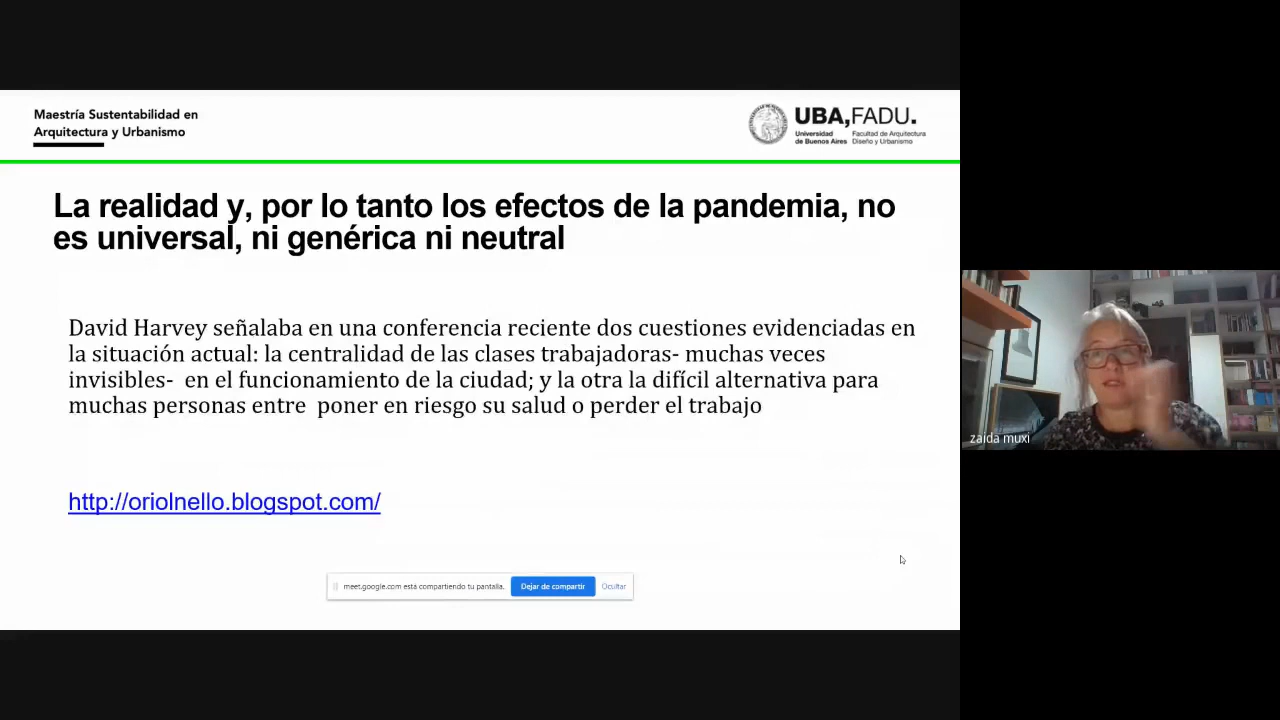 Maestría Sustentabilidad en
Arquitectura y Urbanismo
UBA,FADU.
Universidad
de Buenos Aires
Facultad de Arquitectura
Diseño y Urbanismo
La realidad y, por lo tanto los efectos de la pandemia, no
es universal, ni genérica ni neutral
David Harvey señalaba en una conferencia reciente dos cuestiones evidenciadas en
la situación actual: la centralidad de las clases trabajadoras- muchas veces
invisibles-  en el funcionamiento de la ciudad; y la otra la difícil alternativa para
muchas personas entre  poner en riesgo su salud o perder el trabajo
http://oriolnello.blogspot.com/
meet.google.com está compartiendo tu pantalla.
Dejar de compartir
Ocultar
zaida muxi